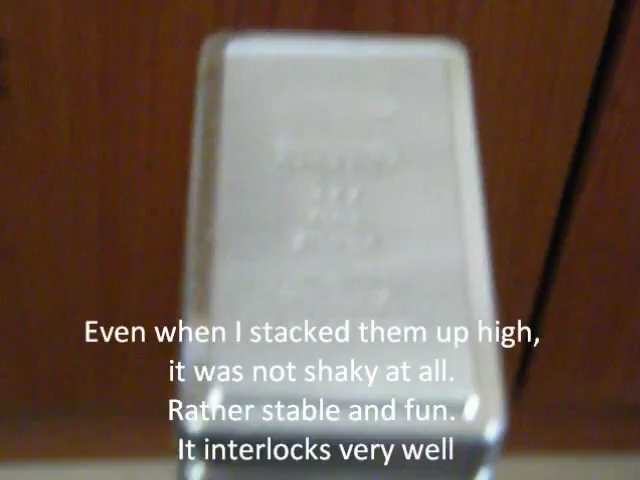 Even when I stacked them up high,
it was not shaky at all.
Rather stable and fun.
It interlocks very well